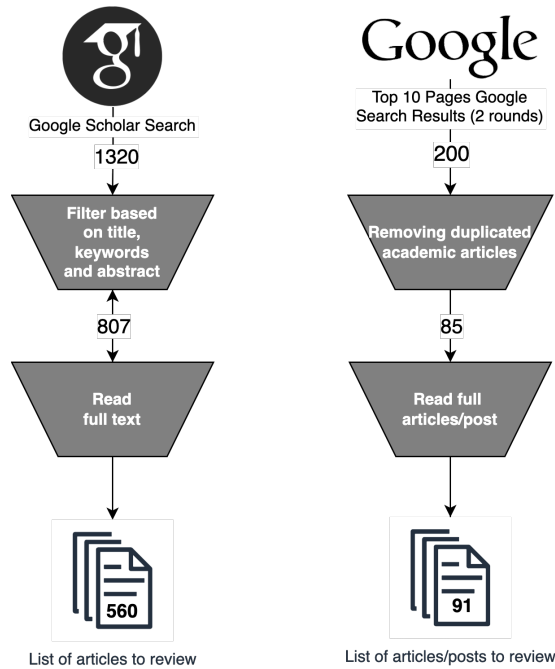 Google Scholar Search
1320
Filter based
on title,
keywords
and abstract
807
Read
full text
560
List of articles to review
Google
Top 10 Pages Google
Search Results (2 rounds)
200
Removing duplicated
academic articles
85
Read full
articles/post
91
List of articles/posts to review